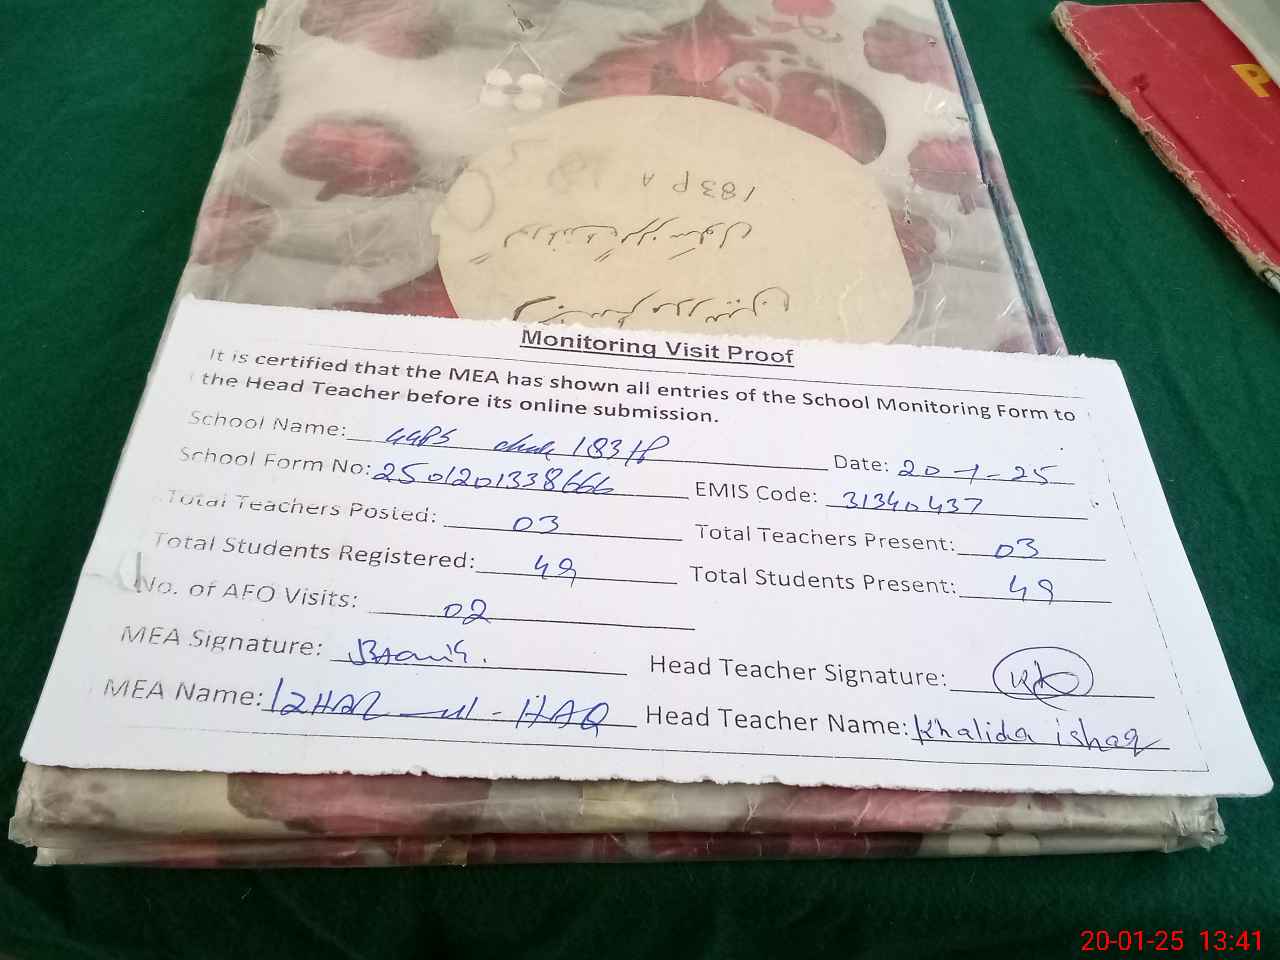 P
183 P A
Monitoring Visit Proof
It is certified that the MEA has shown all entries of the School Monitoring Form to
the Head Teacher before its online submission.
School Name: GGPS chak 183 P Date: 20-1-25
School Form No: 2501201338666 EMIS Code: 31340437
Total Teachers Posted: 03 Total Teachers Present: 03
Total Students Registered: 49 Total Students Present: 49
No. of AFO Visits: 02
MEA Signature: Head Teacher Signature:
MEA Name: IZHAR ul-HAQ Head Teacher Name: Khalida ishaq
20-01-25 13:41